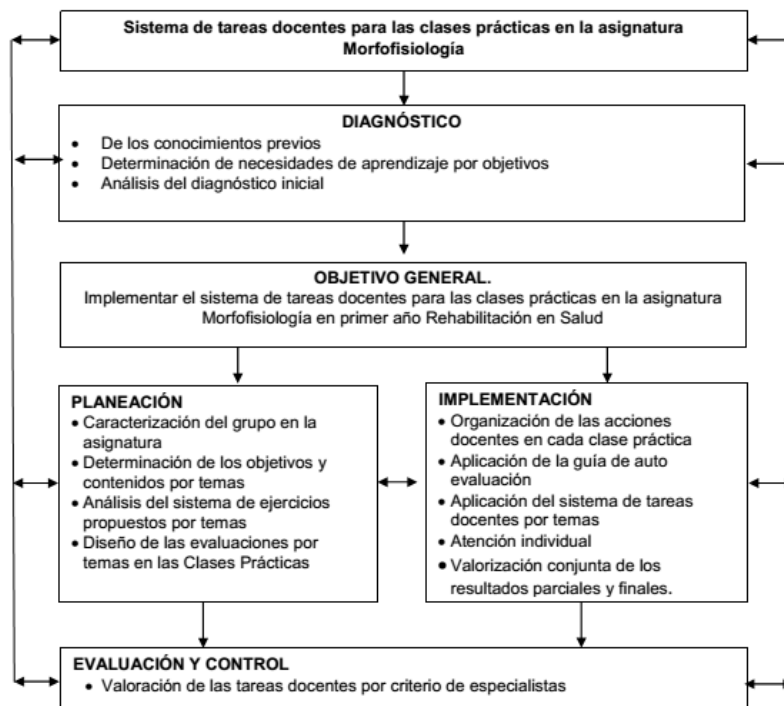 Sistema de tareas docentes para las clases prácticas en la asignatura
Morfofisiología
DIAGNÓSTICO
• De los conocimientos previos
• Determinación de necesidades de aprendizaje por objetivos
• Análisis del diagnóstico inicial
OBJETIVO GENERAL.
Implementar el sistema de tareas docentes para las clases prácticas en la asignatura
Morfofisiología en primer año Rehabilitación en Salud
PLANEACIÓN
• Caracterización del grupo en la
asignatura
• Determinación de los objetivos y
contenidos por temas
• Análisis del sistema de ejercicios
propuestos por temas
• Diseño de las evaluaciones por
temas en las Clases Prácticas
IMPLEMENTACIÓN
• Organización de las acciones
docentes en cada clase práctica
• Aplicación de la guía de auto
evaluación
• Aplicación del sistema de tareas
docentes por temas
• Atención individual
• Valorización conjunta de los
resultados parciales y finales.
EVALUACIÓN Y CONTROL
• Valoración de las tareas docentes por criterio de especialistas